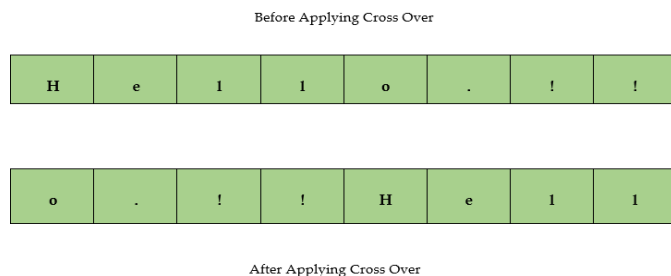 Before Applying Cross Over
H e l l o . ! !
o . ! ! H e l l
After Applying Cross Over